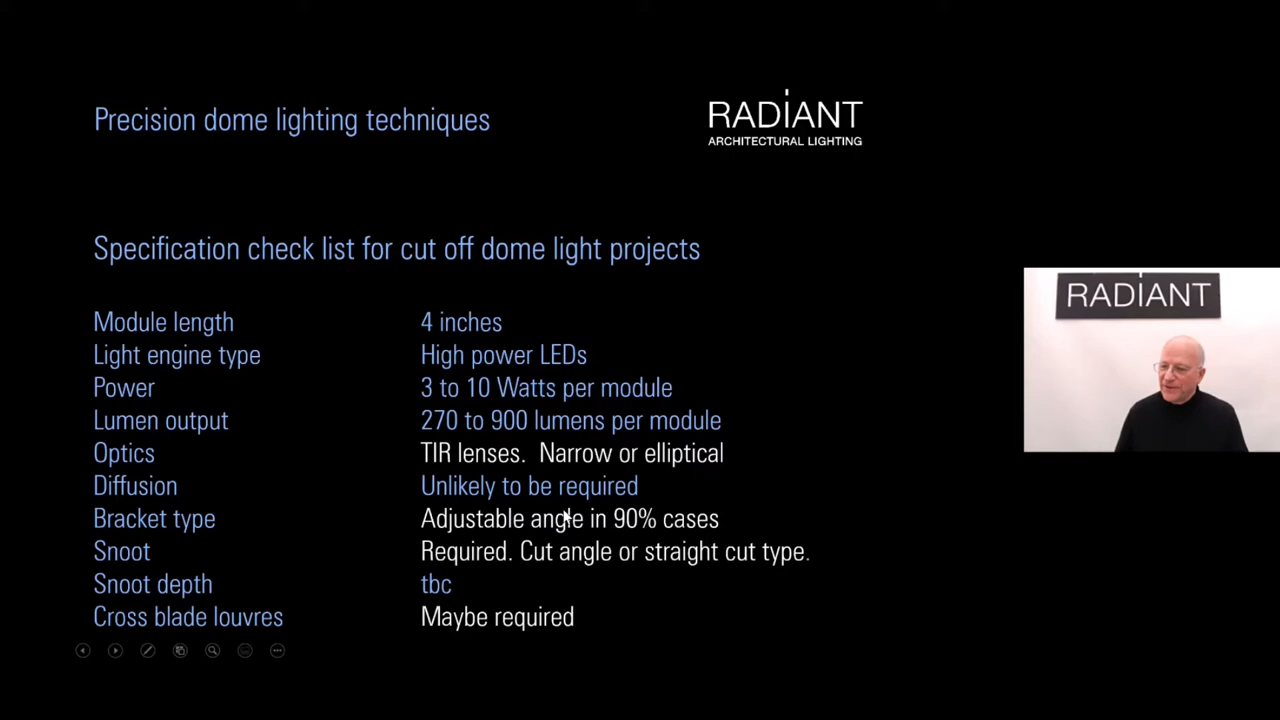 Precision dome lighting techniques
RADiANT
ARCHITECTURAL LIGHTING
Specification check list for cut off dome light projects
Module length 4 inches
Light engine type High power LEDs
Power 3 to 10 Watts per module
Lumen output 270 to 900 lumens per module
Optics TIR lenses. Narrow or elliptical
Diffusion Unlikely to be required
Bracket type Adjustable angle in 90% cases
Snoot Required. Cut angle or straight cut type.
Snoot depth tbc
Cross blade louvres Maybe required
RADiANT